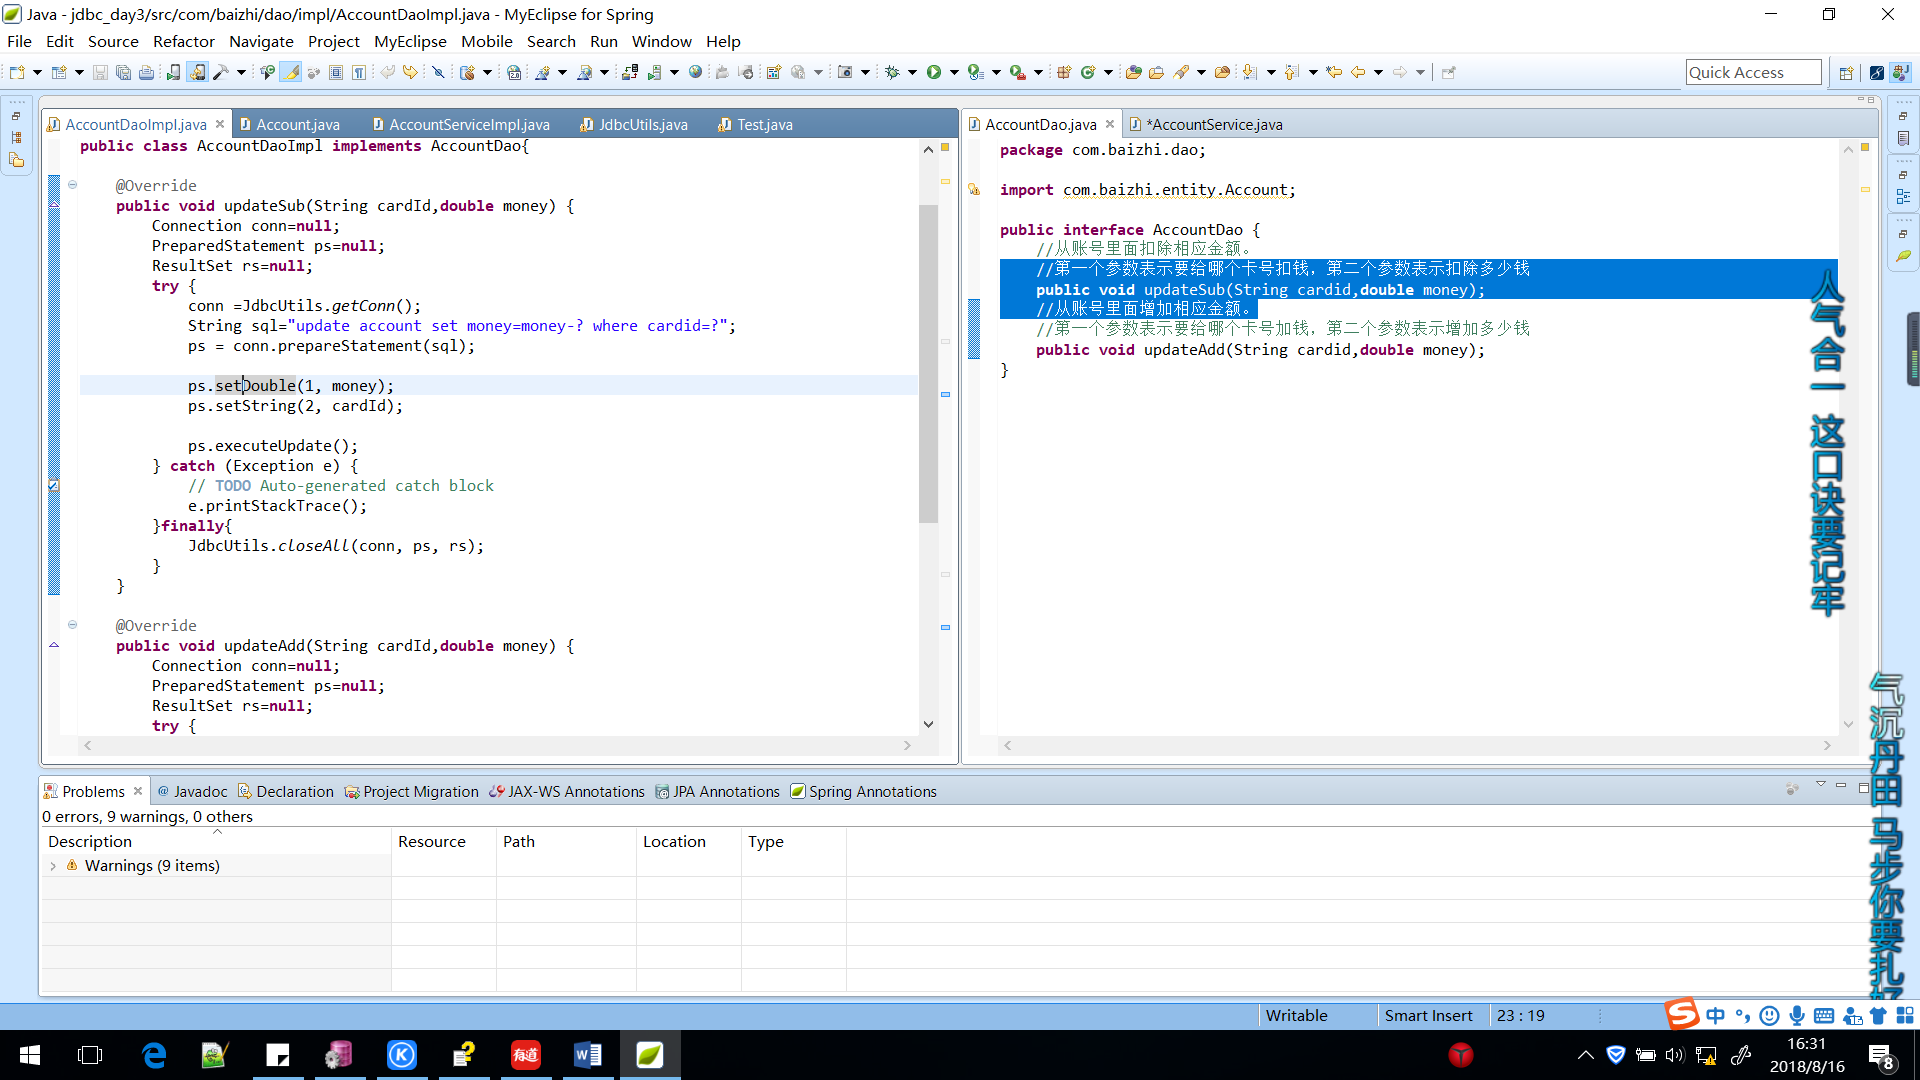 Java - jdbc_day3/src/com/baizhi/dao/impl/AccountDaoImpl.java - MyEclipse for Spring
File Edit Source Refactor Navigate Project MyEclipse Mobile Search Run Window Help
Quick Access
AccountDaoImpl.java Account.java AccountServiceImpl.java JdbcUtils.java Test.java
public class AccountDaoImpl implements AccountDao{
@Override
public void updateSub(String cardId,double money) {
Connection conn=null;
PreparedStatement ps=null;
ResultSet rs=null;
try {
conn =JdbcUtils.getConn();
String sql="update account set money=money-? where cardid=?";
ps = conn.prepareStatement(sql);
ps.setDouble(1, money);
ps.setString(2, cardId);
ps.executeUpdate();
} catch (Exception e) {
// TODO Auto-generated catch block
e.printStackTrace();
}finally{
JdbcUtils.closeAll(conn, ps, rs);
}
}
@Override
public void updateAdd(String cardId,double money) {
Connection conn=null;
PreparedStatement ps=null;
ResultSet rs=null;
try {
AccountDao.java *AccountService.java
package com.baizhi.dao;
import com.baizhi.entity.Account;
public interface AccountDao {
//从账号里面扣除相应金额。
//第一个参数表示要给哪个卡号扣钱，第二个参数表示扣除多少钱
public void updateSub(String cardid,double money);
//从账号里面增加相应金额。
//第一个参数表示要给哪个卡号加钱，第二个参数表示增加多少钱
public void updateAdd(String cardid,double money);
}
人气合一 这口诀要记牢
气沉丹田 马步你要扎好
Problems Javadoc Declaration Project Migration JAX-WS Annotations JPA Annotations Spring Annotations
0 errors, 9 warnings, 0 others
Description Resource Path Location Type
Warnings (9 items)
Writable Smart Insert 23 : 19
中
有道
16:31
2018/8/16
8